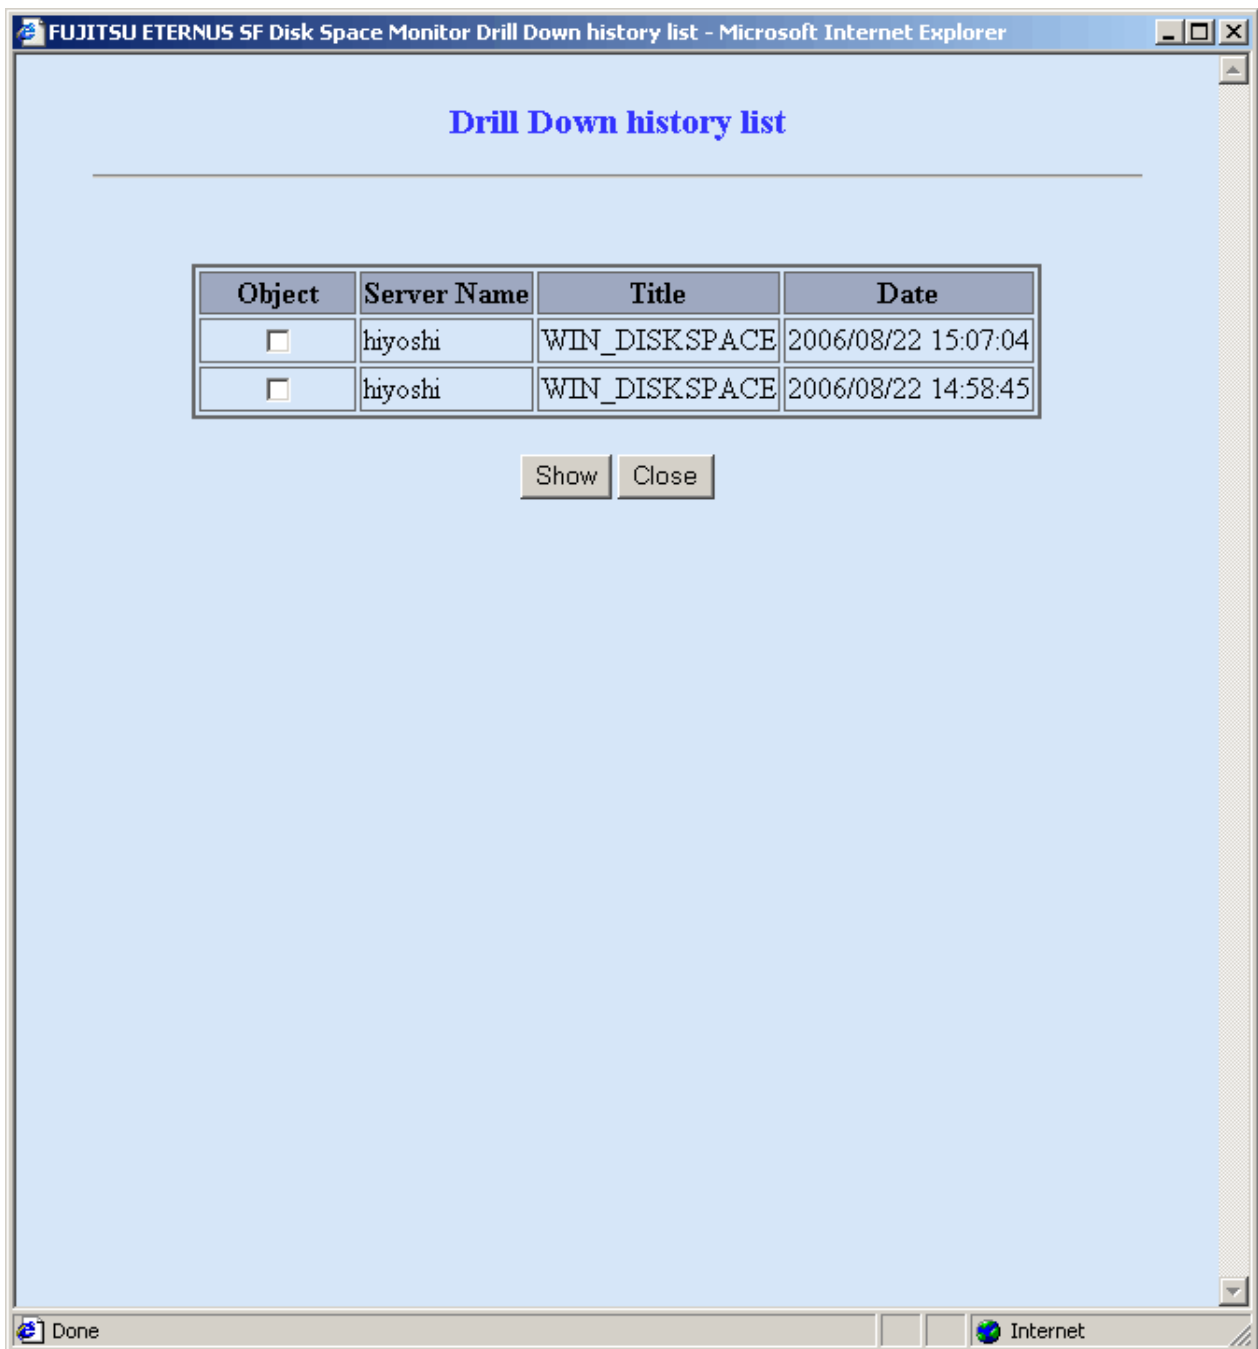 FUJITSU ETERNUS SF Disk Space Monitor Drill Down history list - Microsoft Internet Explorer
Drill Down history list
Object Server Name Title Date
hiyoshi WIN_DISKSPACE 2006/08/22 15:07:04
hiyoshi WIN_DISKSPACE 2006/08/22 14:58:45
Show Close
Done Internet